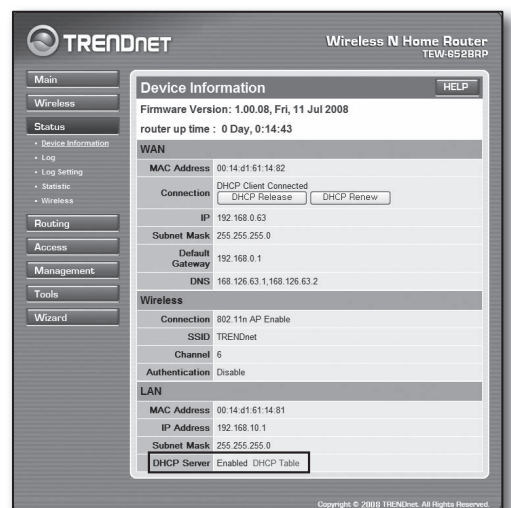 TRENDNET
Wireless N Home Router
TEW-652BRP
Main
Wireless
Status
• Device Information
• Log
• Log Setting
• Statistic
• Wireless
Routing
Access
Management
Tools
Wizard
Device Information
HELP
Firmware Version: 1.00.08, Fri, 11 Jul 2008
router up time : 0 Day, 0:14:43
WAN
MAC Address 00:14:d1:61:14:82
Connection DHCP Client Connected
DHCP Release DHCP Renew
IP 192.168.0.63
Subnet Mask 255.255.255.0
Default Gateway 192.168.0.1
DNS 168.126.63.1,168.126.63.2
Wireless
Connection 802.11n AP Enable
SSID TRENDnet
Channel 6
Authentication Disable
LAN
MAC Address 00:14:d1:61:14:81
IP Address 192.168.10.1
Subnet Mask 255.255.255.0
DHCP Server Enabled DHCP Table
Copyright © 2008 TRENDnet. All Rights Reserved.